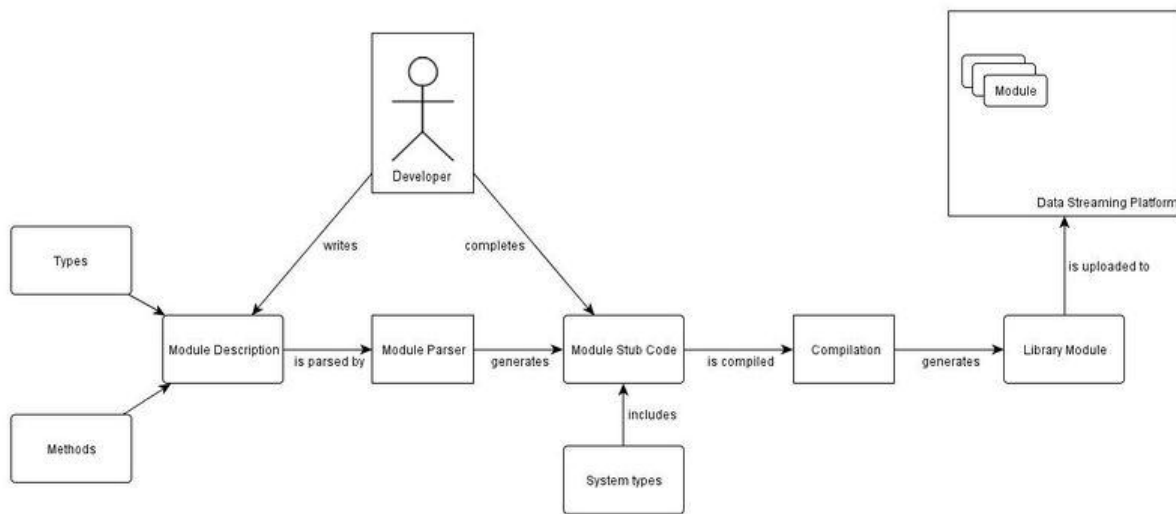 Module
Developer
Data Streaming Platform
writes
completes
Types
is uploaded to
Module Description
is parsed by
Module Parser
generates
Module Stub Code
is compiled
Compilation
generates
Library Module
includes
Methods
System types